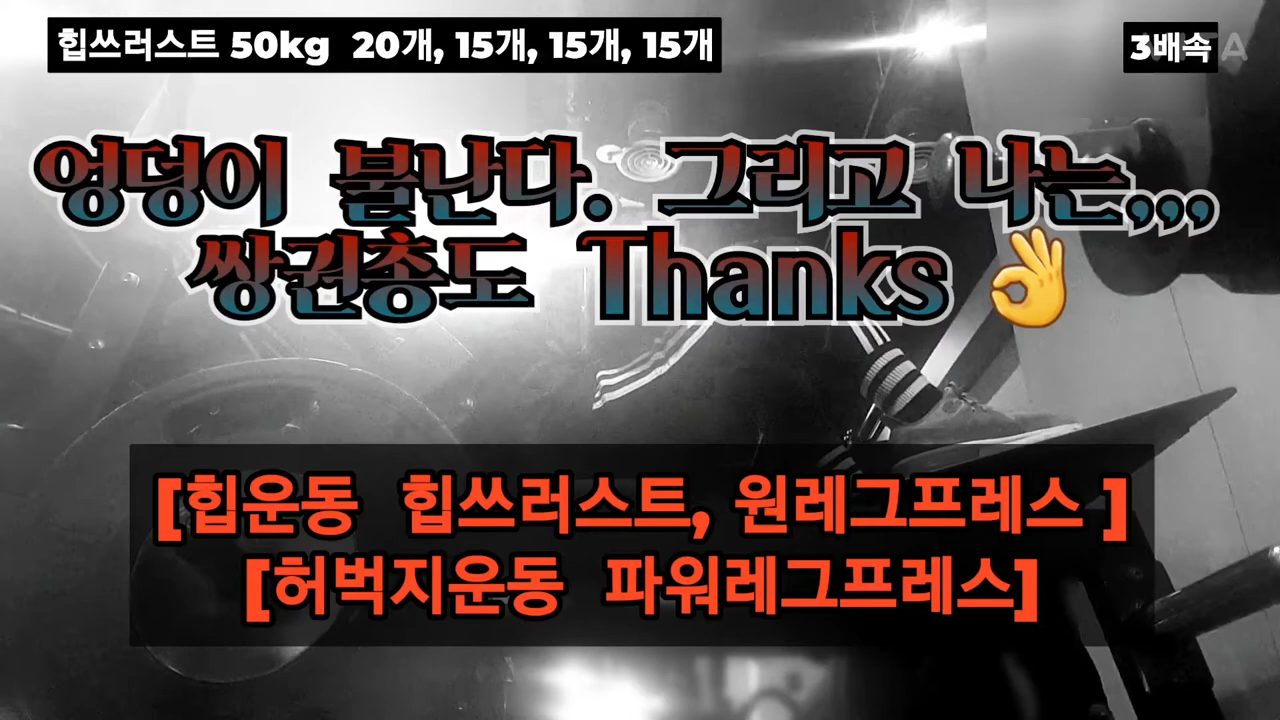 힙쓰러스트 50kg 20개, 15개, 15개, 15개
3배속
엉덩이 불난다. 그리고 나는,,,
쌍권총도 Thanks 👌
[힙운동 힙쓰러스트, 원레그프레스 ]
[허벅지운동 파워레그프레스]